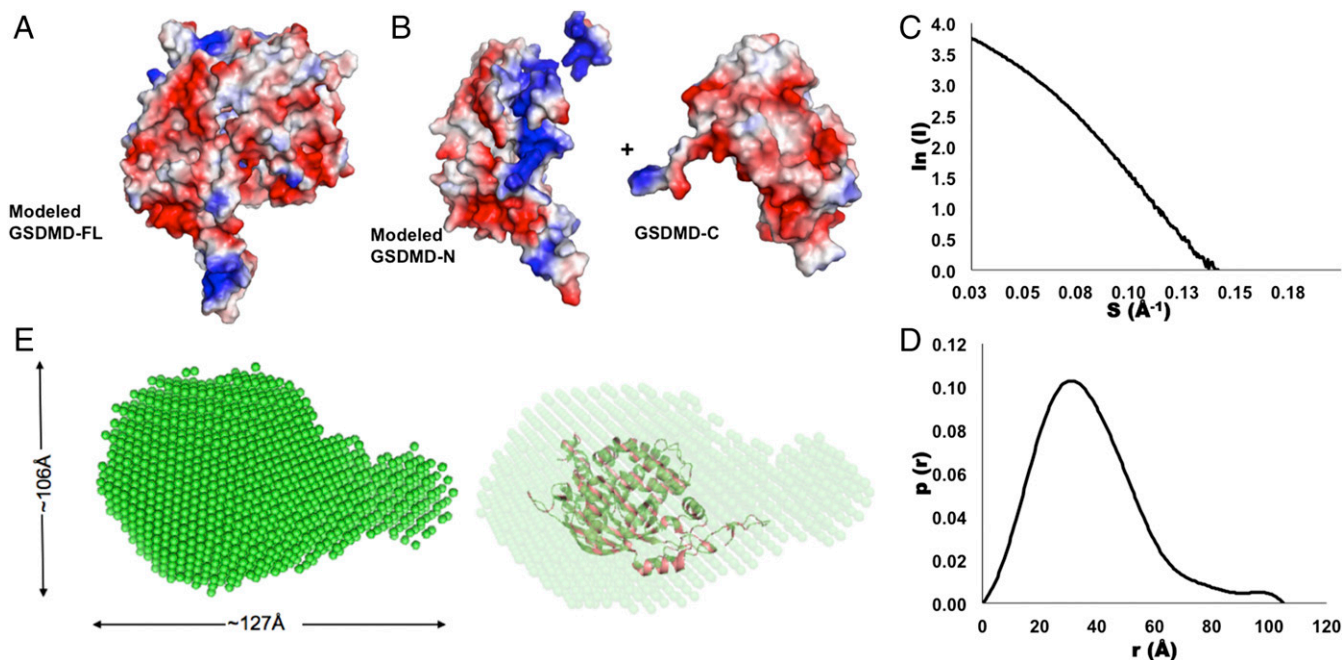 A
Modeled
GSDMD-FL
B
Modeled
GSDMD-N
+
GSDMD-C
C
ln (I)
4.0
3.5
3.0
2.5
2.0
1.5
1.0
0.5
0.0
0.03 0.05 0.08 0.10 0.13 0.15 0.18
S (Å-1)
E
~106Å
~127Å
D
p (r)
0.12
0.10
0.08
0.06
0.04
0.02
0.00
0 20 40 60 80 100 120
r (Å)